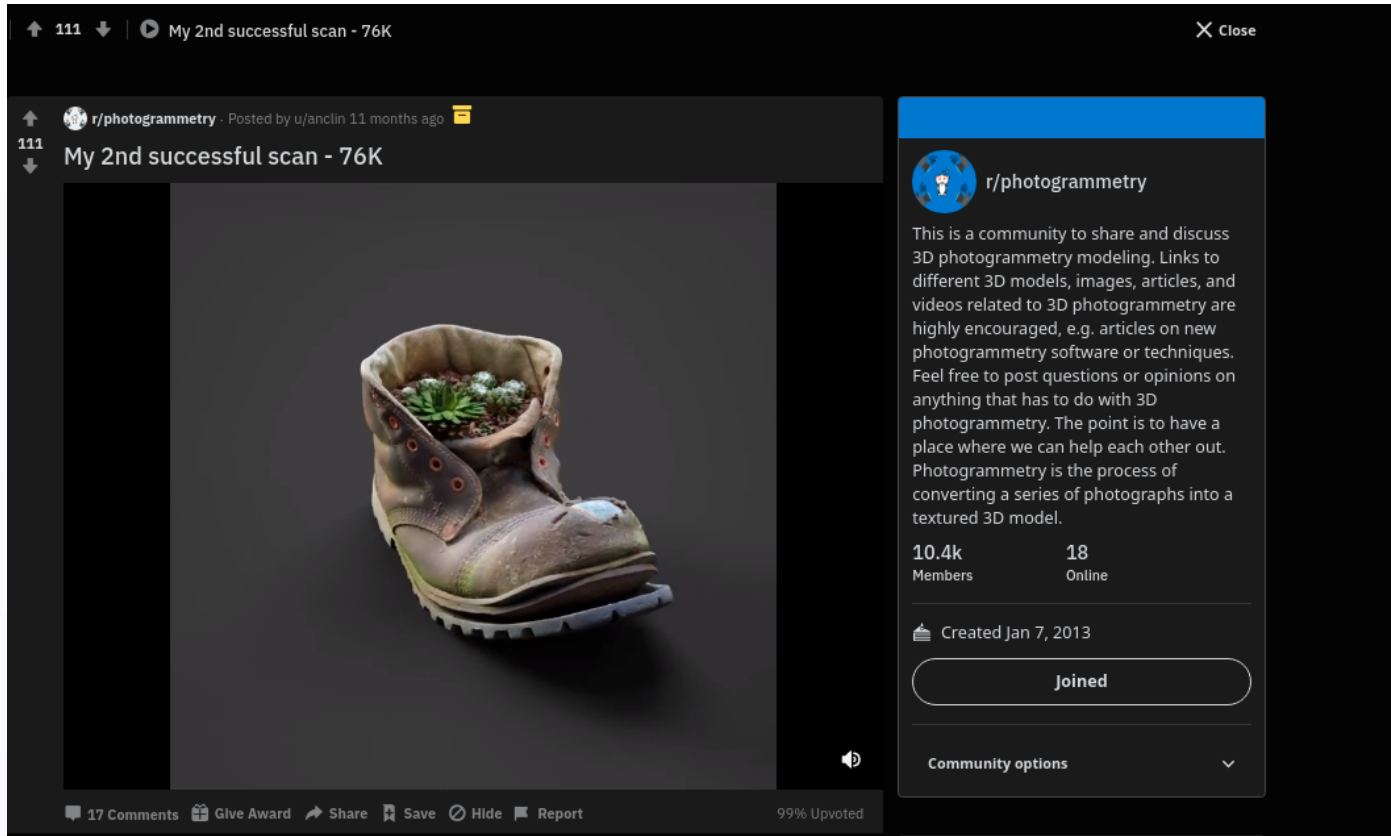 111
My 2nd successful scan - 76K
Close
111
r/photogrammetry · Posted by u/anclin 11 months ago
My 2nd successful scan - 76K
17 Comments
Give Award
Share
Save
Hide
Report
99% Upvoted
r/photogrammetry
This is a community to share and discuss
3D photogrammetry modeling. Links to
different 3D models, images, articles, and
videos related to 3D photogrammetry are
highly encouraged, e.g. articles on new
photogrammetry software or techniques.
Feel free to post questions or opinions on
anything that has to do with 3D
photogrammetry. The point is to have a
place where we can help each other out.
Photogrammetry is the process of
converting a series of photographs into a
textured 3D model.
10.4k
Members
18
Online
Created Jan 7, 2013
Joined
Community options